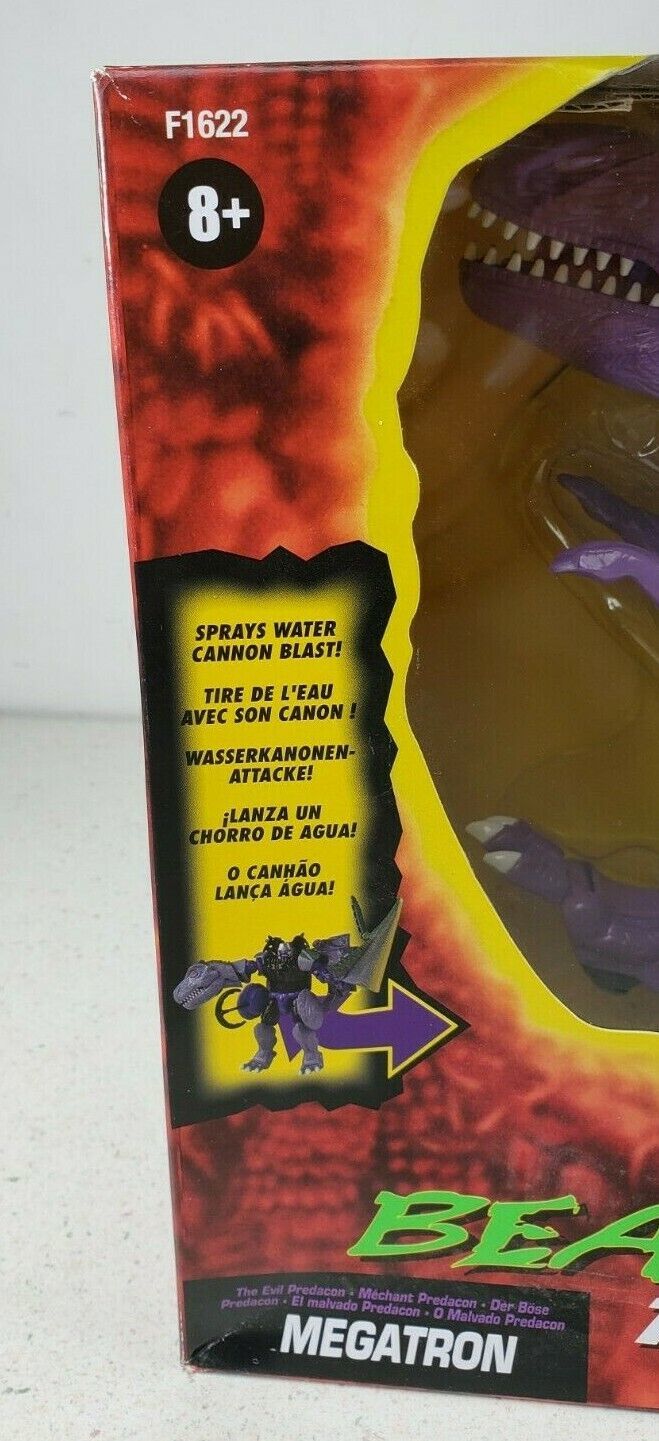 F1622
8+
SPRAYS WATER
CANNON BLAST!
TIRE DE L'EAU
AVEC SON CANON !
WASSERKANONEN-
ATTACKE!
¡LANZA UN
CHORRO DE AGUA!
O CANHÃO
LANÇA ÁGUA!
BEA
The Evil Predacon • Méchant Predacon • Der Böse
Predacon • El malvado Predacon • O Malvado Predacon
MEGATRON